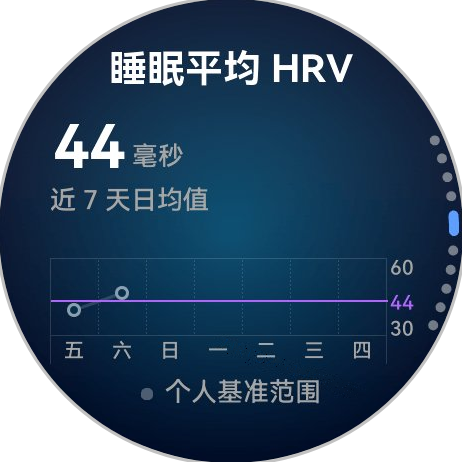 睡眠平均 HRV
44 毫秒
近 7 天日均值
60
44
30
五 六 日 一 二 三 四
个人基准范围